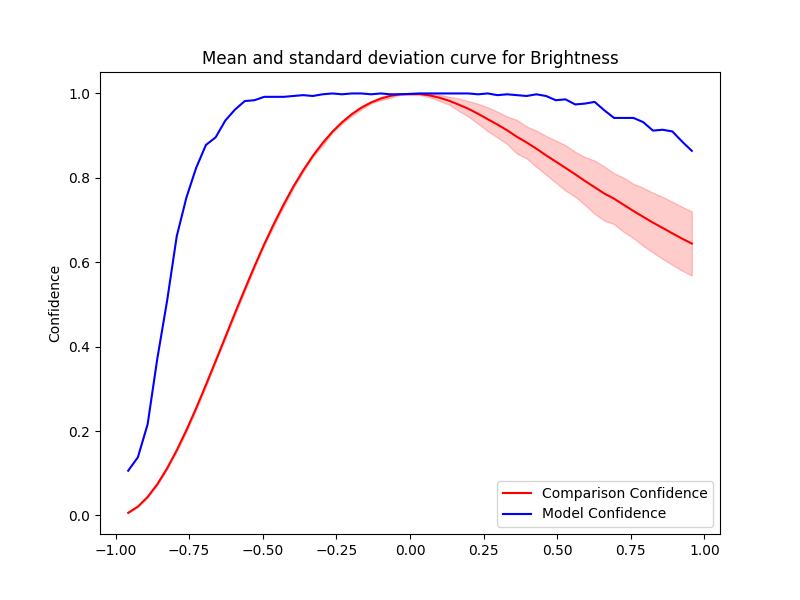 Mean and standard deviation curve for Brightness
Confidence
1.0
0.8
0.6
0.4
0.2
0.0
Comparison Confidence
Model Confidence
−1.00 −0.75 −0.50 −0.25 0.00 0.25 0.50 0.75 1.00